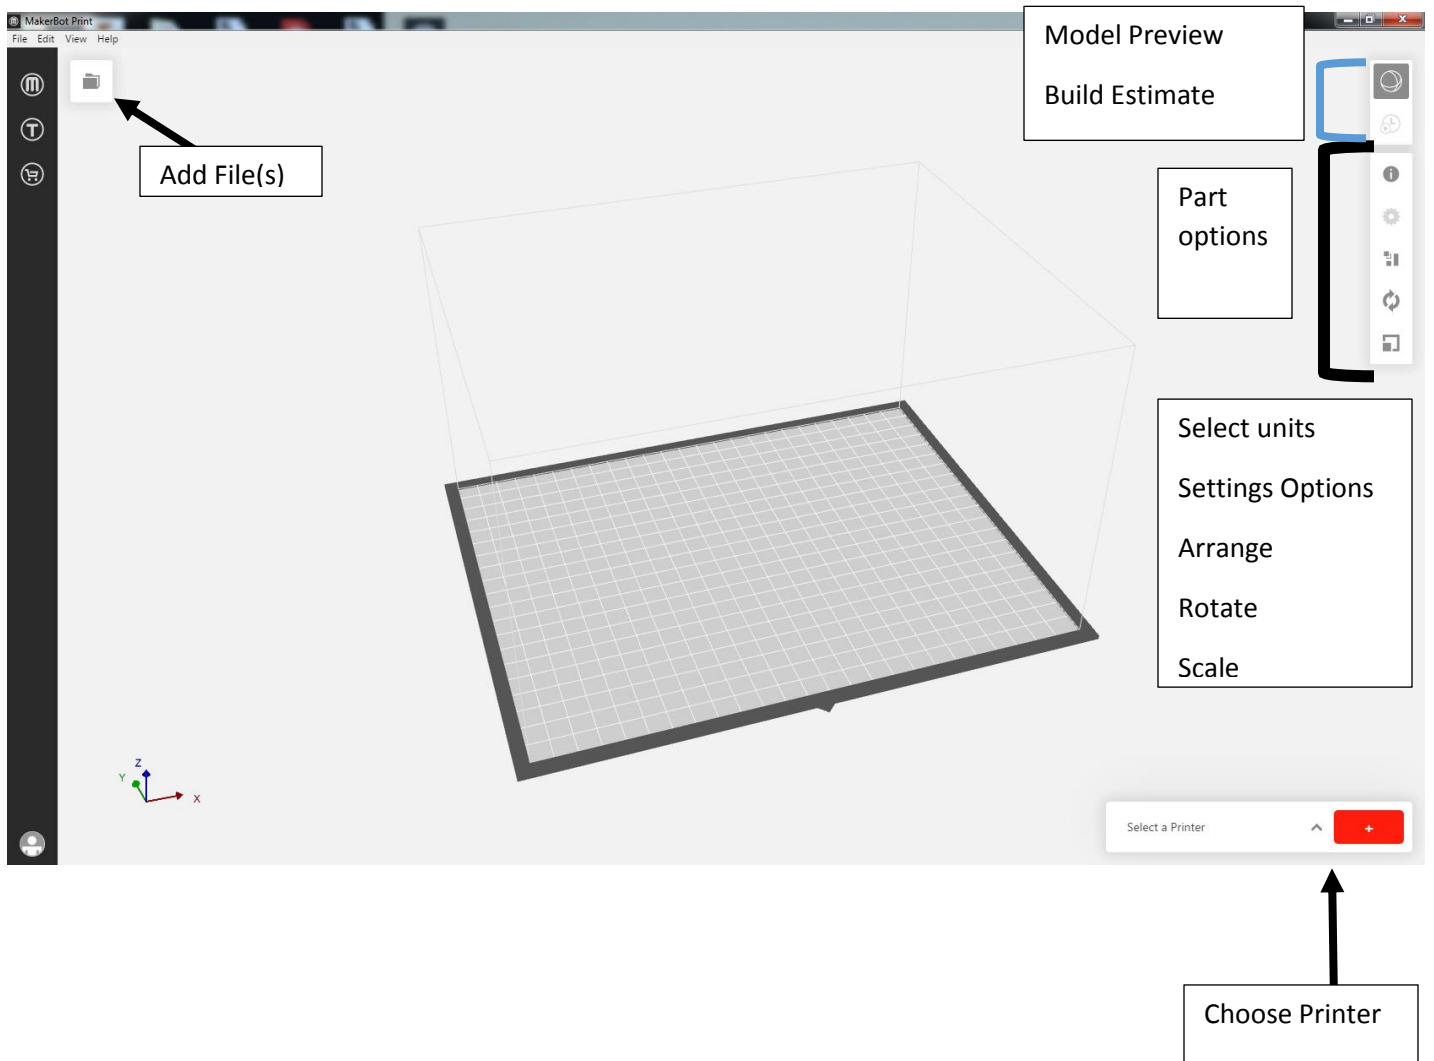 MakerBot Print
File Edit View Help
Model Preview
Build Estimate
Add File(s)
Part
options
Select units
Settings Options
Arrange
Rotate
Scale
Z
Y
X
Select a Printer
+
Choose Printer